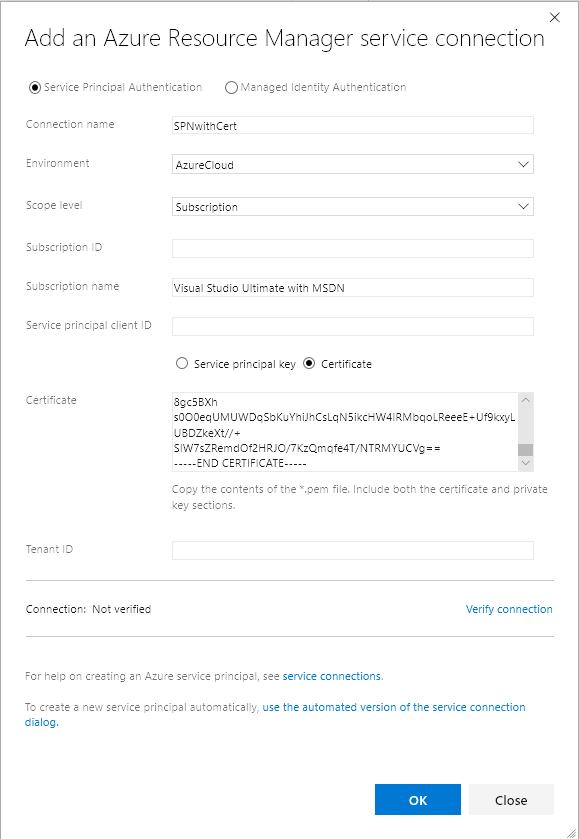 Add an Azure Resource Manager service connection
Service Principal Authentication Managed Identity Authentication
Connection name SPNwithCert
Environment AzureCloud
Scope level Subscription
Subscription ID
Subscription name Visual Studio Ultimate with MSDN
Service principal client ID
Service principal key Certificate
Certificate 8gc5BXh
s0O0eqUMUWDqSbKuYhiJhCsLqN5ikcHW4lRMbqoLReeeE+Uf9kxyL
UBDZkeXt//+
SlW7sZRemdOf2HRJO/7KzQmqfe4T/NTRMYUCVg==
-----END CERTIFICATE-----
Copy the contents of the *.pem file. Include both the certificate and private
key sections.
Tenant ID
Connection: Not verified Verify connection
For help on creating an Azure service principal, see service connections.
To create a new service principal automatically, use the automated version of the service connection
dialog.
OK Close